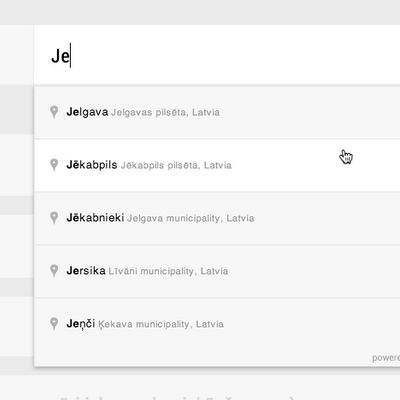 Je
Jelgava Jelgavas pilsēta, Latvia
Jēkabpils Jēkabpils pilsēta, Latvia
Jēkabnieki Jelgava municipality, Latvia
Jersika Līvāni municipality, Latvia
Jeņči Ķekava municipality, Latvia
powere